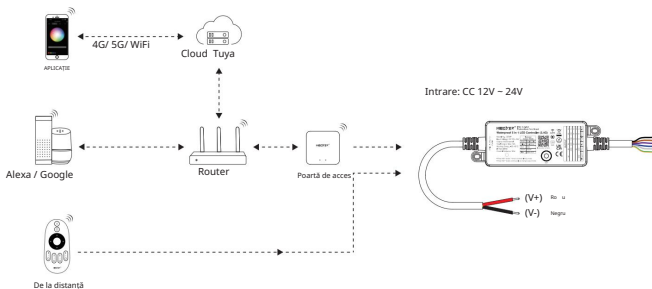 4G/ 5G/ WiFi
Cloud Tuya
APLICAȚIE
Intrare: CC 12V ~ 24V
Alexa / Google
Router
Poartă de acces
(V+) Ro u
(V-) Negru
De la distanță